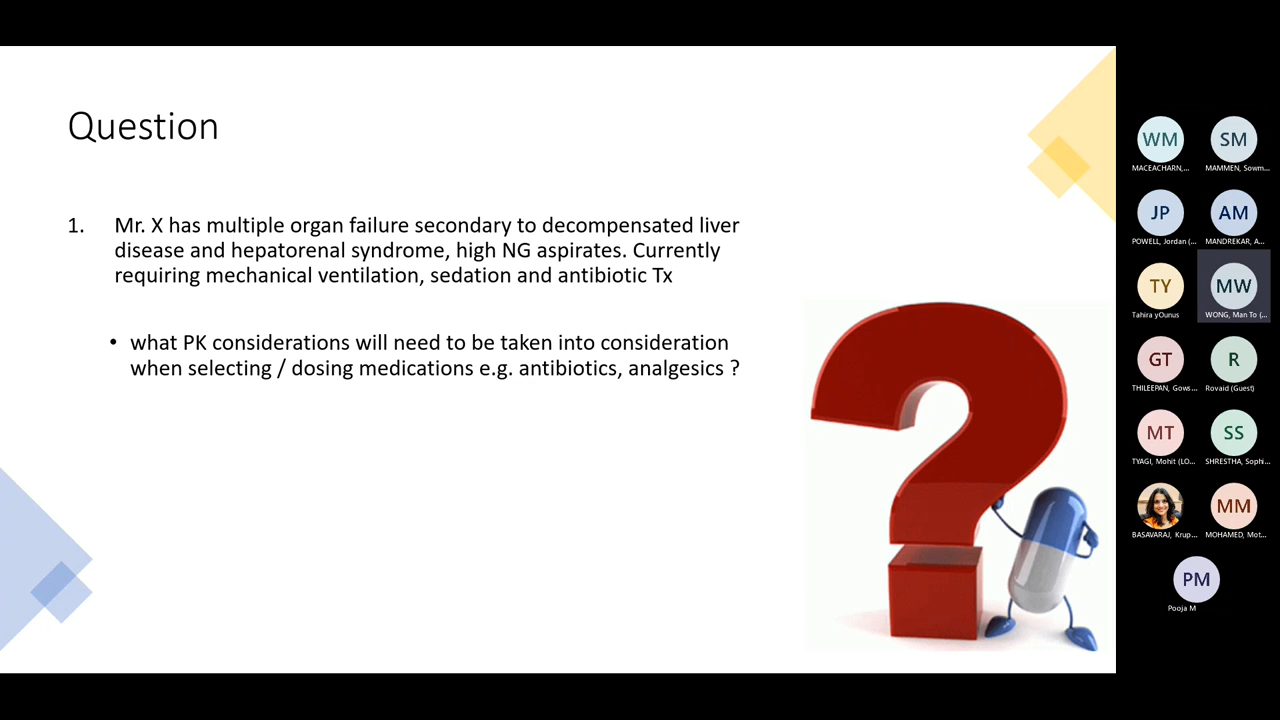 Question
1. Mr. X has multiple organ failure secondary to decompensated liver
disease and hepatorenal syndrome, high NG aspirates. Currently
requiring mechanical ventilation, sedation and antibiotic Tx
• what PK considerations will need to be taken into consideration
when selecting / dosing medications e.g. antibiotics, analgesics ?
WM
SM
MACEACHARN,...
MAMMEN, Sowm...
JP
AM
POWELL, Jordan (...
MANDREKAR, A...
TY
MW
Tahira yOunus
WONG, Man To (...
GT
R
THILEEPAN, Gows...
Rovaid (Guest)
MT
SS
TYAGI, Mohit (LO...
SHRESTHA, Sophi...
MM
BASAVARAJ, Krup...
MOHAMED, Mot...
PM
Pooja M